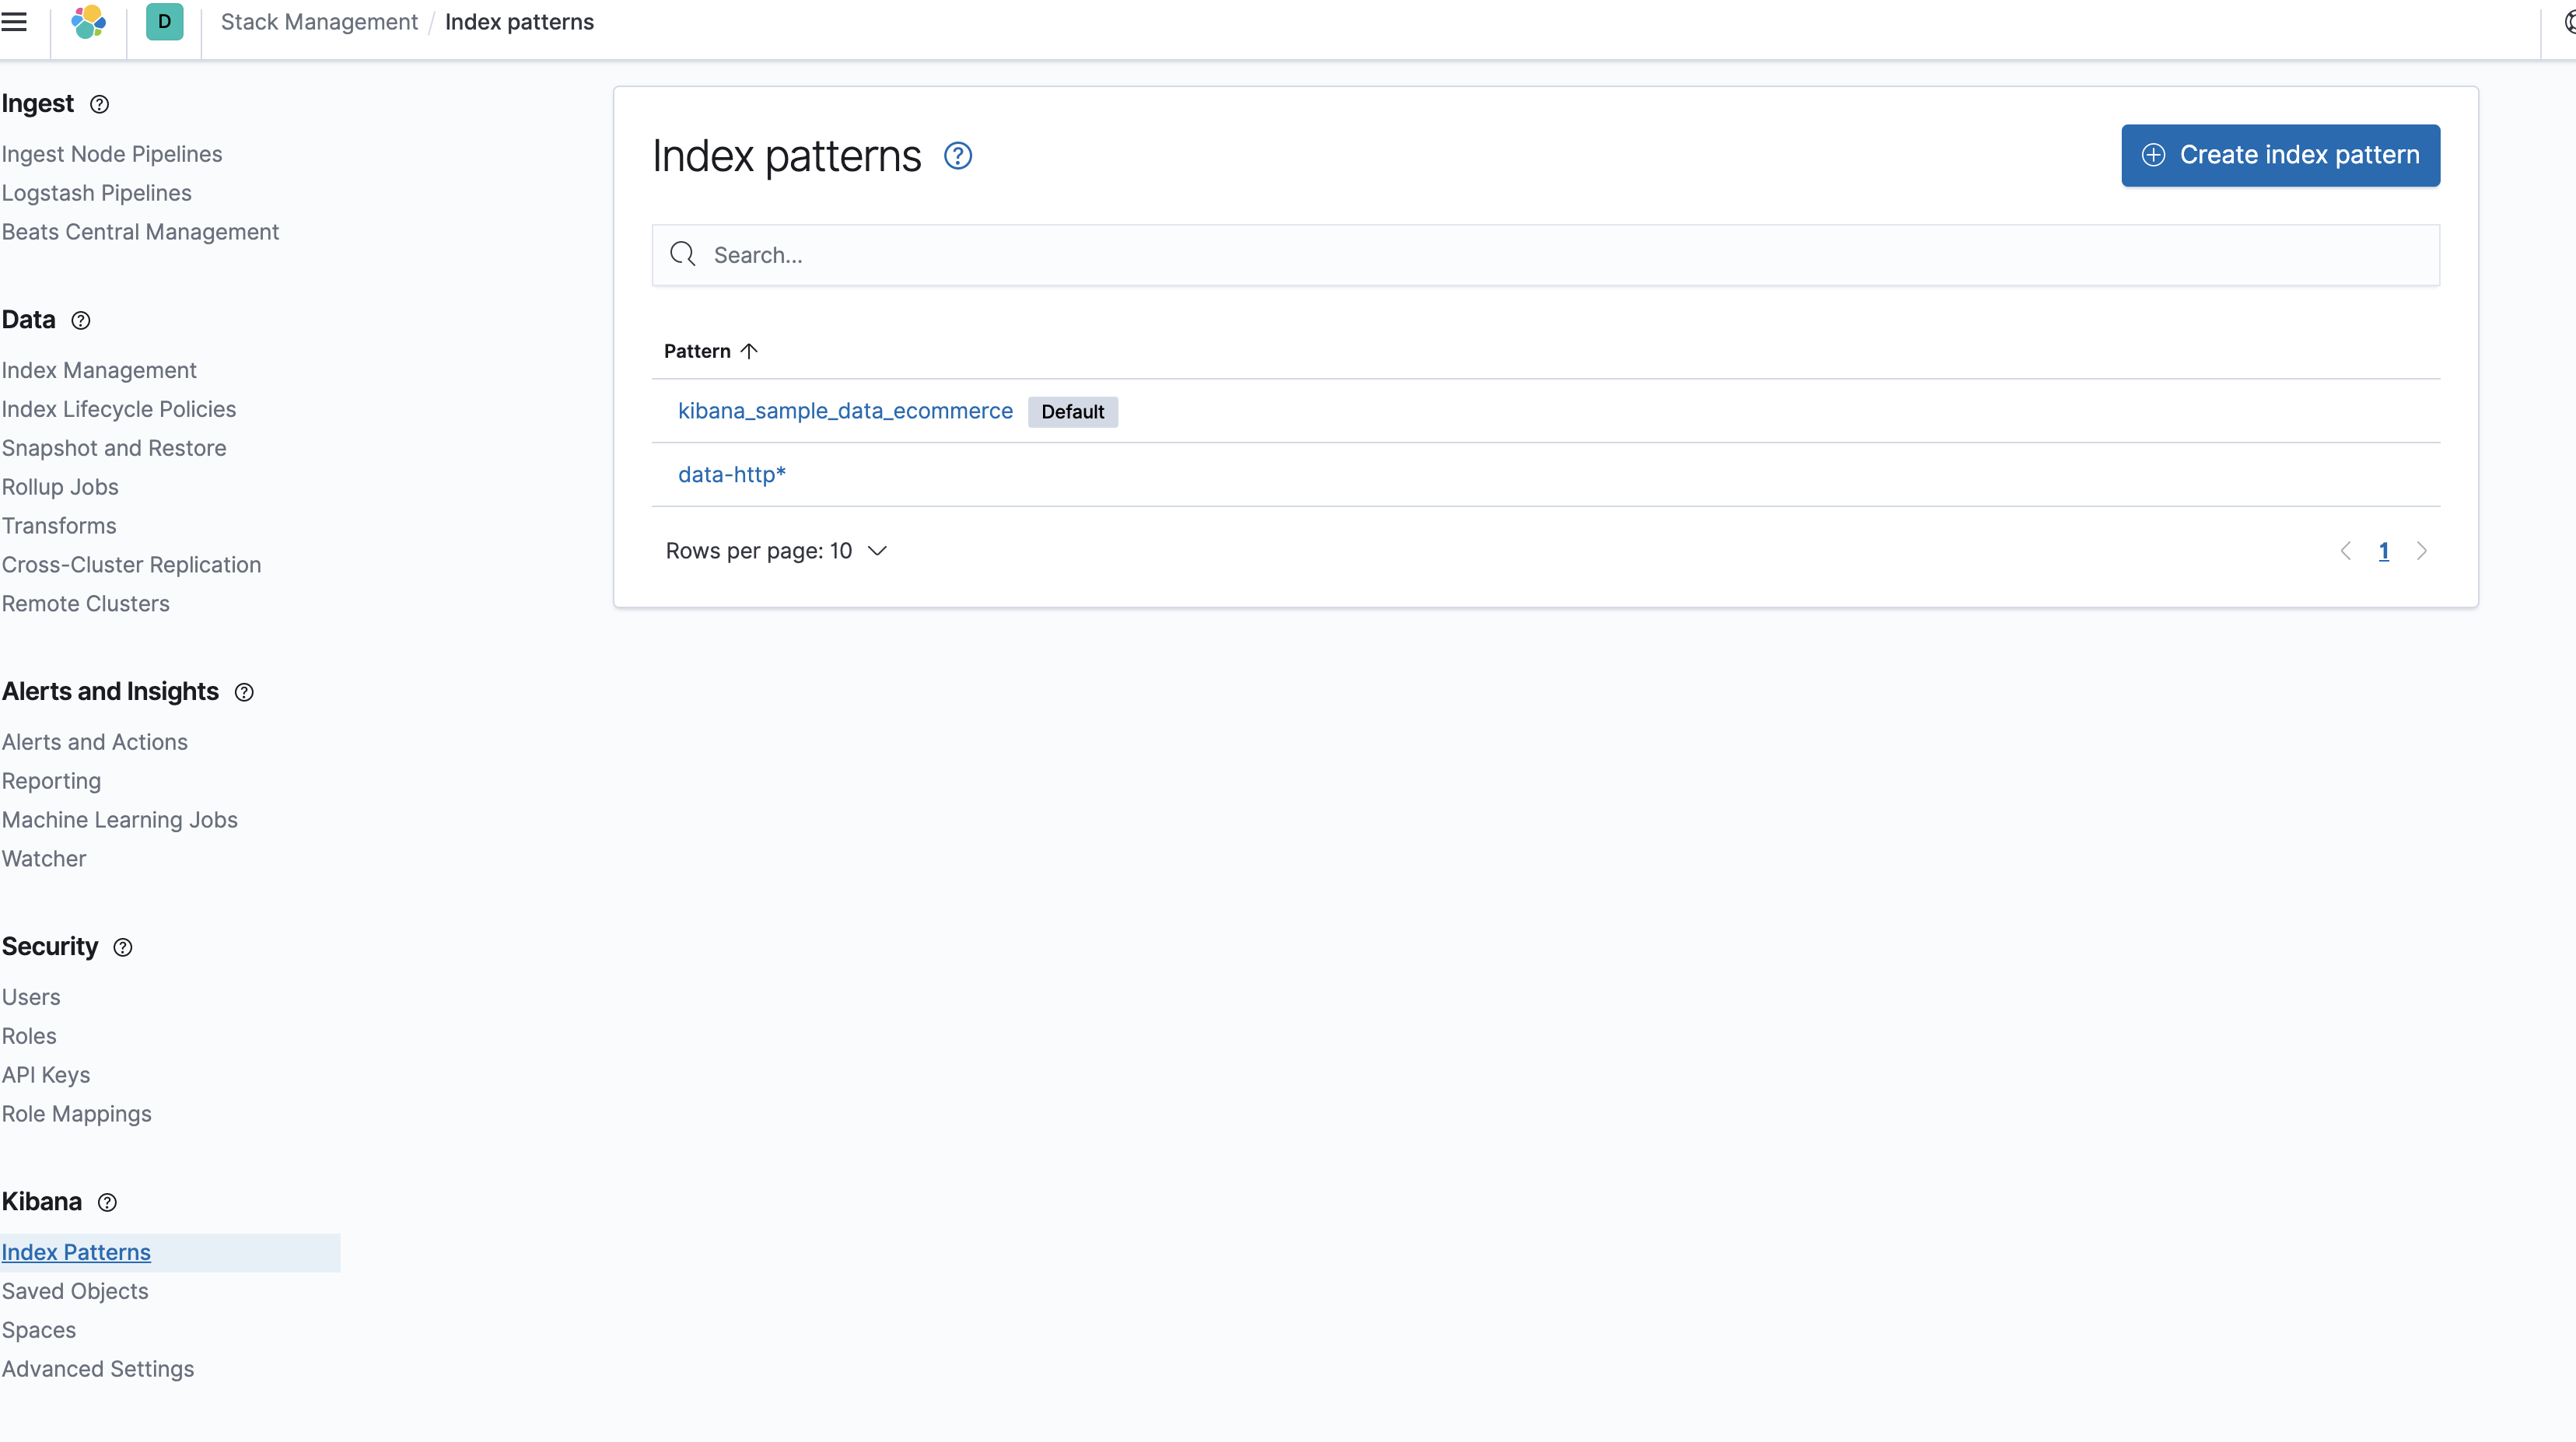 D Stack Management / Index patterns
Ingest
Ingest Node Pipelines
Logstash Pipelines
Beats Central Management
Data
Index Management
Index Lifecycle Policies
Snapshot and Restore
Rollup Jobs
Transforms
Cross-Cluster Replication
Remote Clusters
Alerts and Insights
Alerts and Actions
Reporting
Machine Learning Jobs
Watcher
Security
Users
Roles
API Keys
Role Mappings
Kibana
Index Patterns
Saved Objects
Spaces
Advanced Settings
Index patterns
Create index pattern
Search...
Pattern
kibana_sample_data_ecommerce Default
data-http*
Rows per page: 10
1